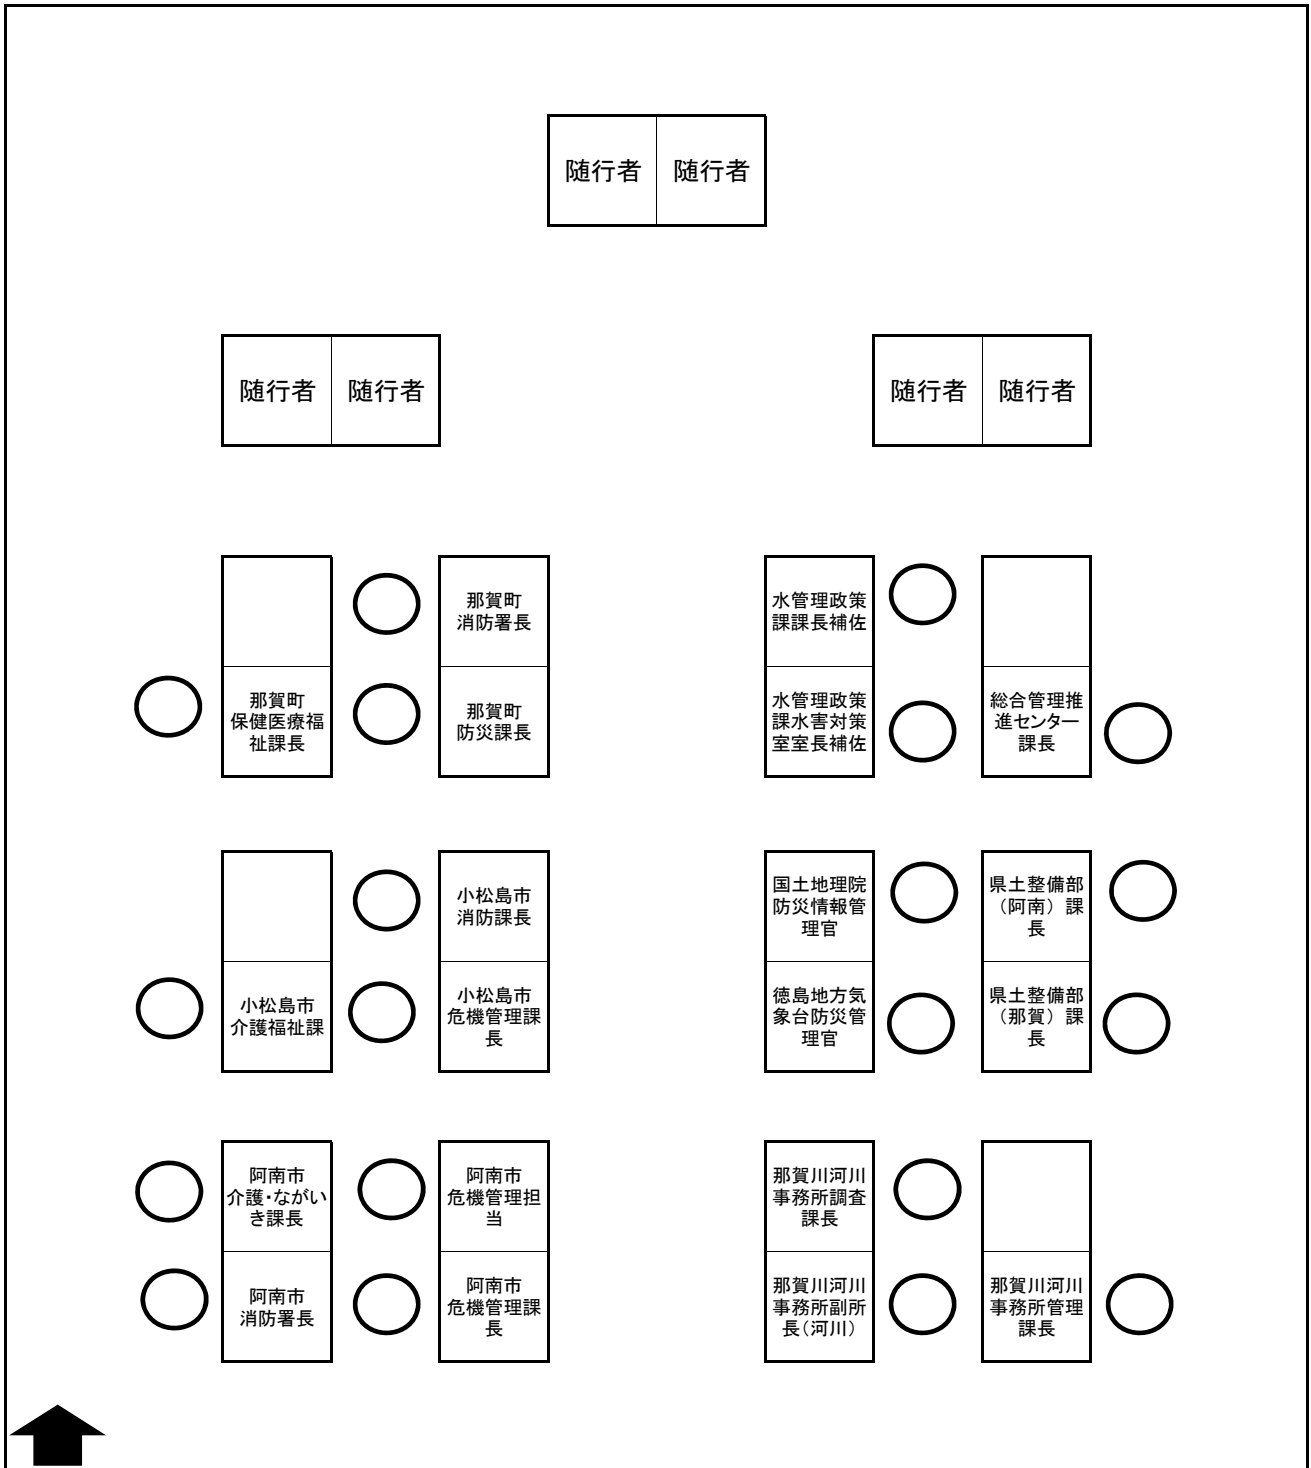 随行者
随行者
随行者
随行者
随行者
随行者
那賀町
保健医療福
祉課長
那賀町
消防署長
那賀町
防災課長
水管理政策
課課長補佐
水管理政策
課水害対策
室室長補佐
総合管理推
進センター
課長
小松島市
介護福祉課
小松島市
消防課長
小松島市
危機管理課
長
国土地理院
防災情報管
理官
徳島地方気
象台防災管
理官
県土整備部
（阿南）課
長
県土整備部
（那賀）課
長
阿南市
介護・ながい
き課長
阿南市
消防署長
阿南市
危機管理担
当
阿南市
危機管理課
長
那賀川河川
事務所調査
課長
那賀川河川
事務所副所
長（河川）
那賀川河川
事務所管理
課長